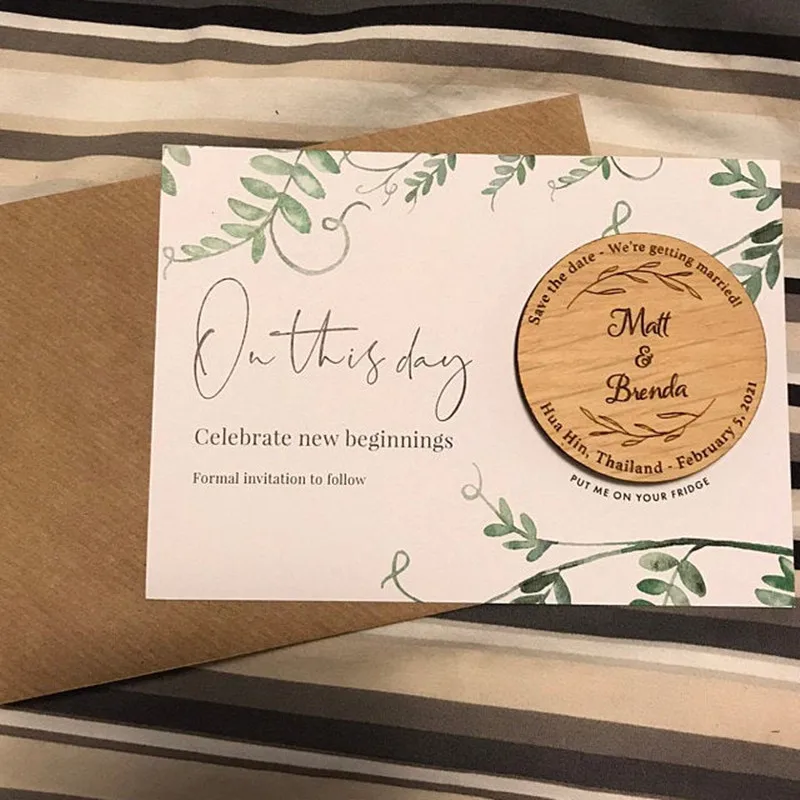 On this day
Celebrate new beginnings
Formal invitation to follow
Save the date - We're getting married!
Matt
&
Brenda
Hua Hin, Thailand - February 5, 2021
PUT ME ON YOUR FRIDGE